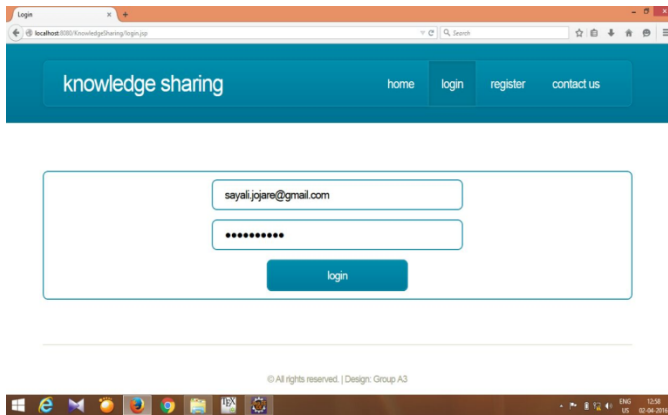 Login
localhost:8080/KnowledgeSharing/login.jsp
Search
knowledge sharing
home login register contact us
sayali.jojare@gmail.com
login
© All rights reserved. | Design: Group A3
ENG 12:58
US 02-04-2016